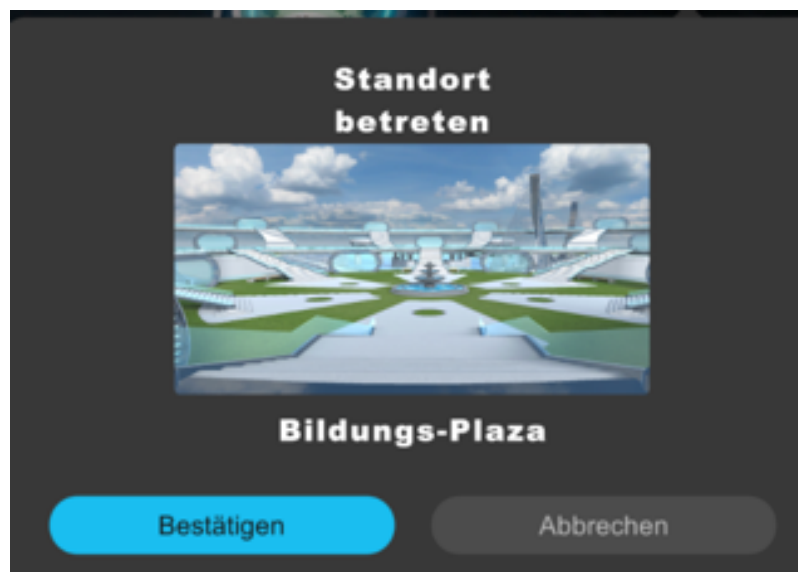 Standort
betreten
Bildungs-Plaza
Bestätigen
Abbrechen